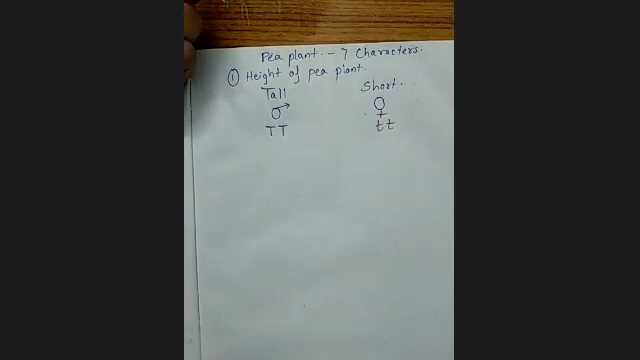 Pea plant. - 7 Characters.
① Height of pea plant.
Tall Short.
♂ ♀
TT tt